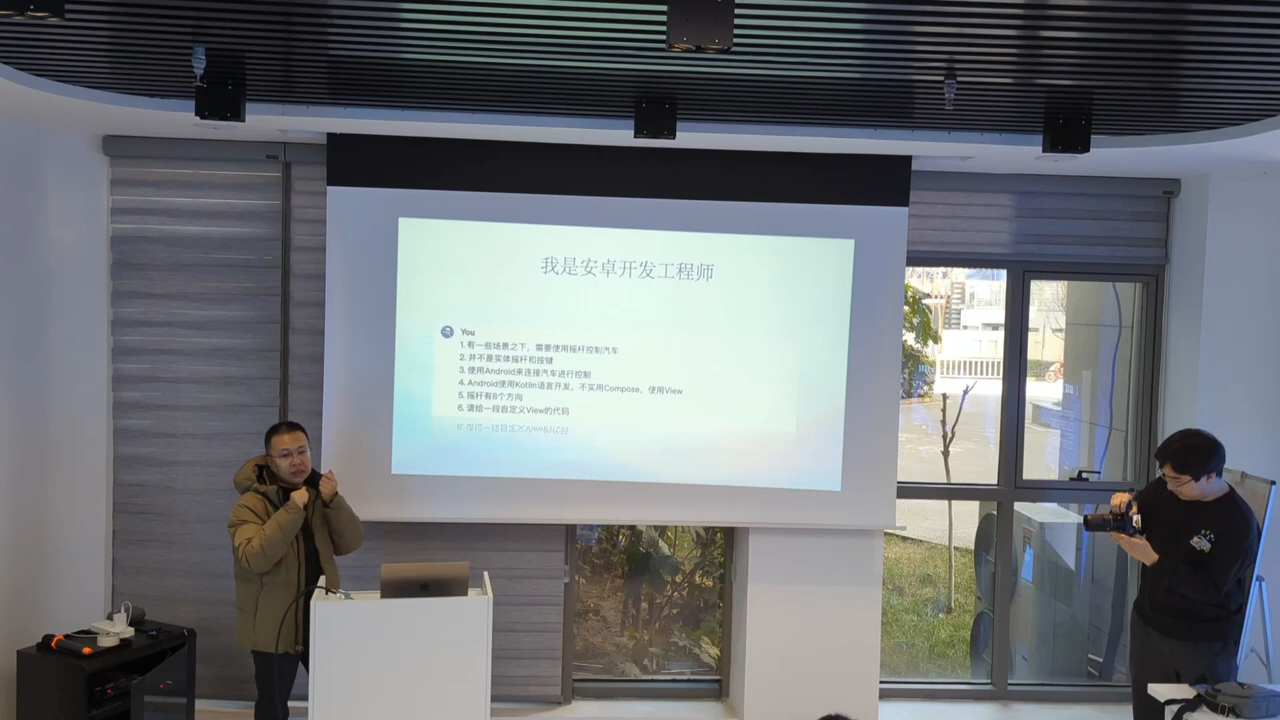 我是安卓开发工程师
You
1. 有一些场景之下，需要使用摇杆控制汽车
2. 并不是实体摇杆和按键
3. 使用Android来连接汽车进行控制
4. Android使用Kotlin语言开发，不实用Compose，使用View
5. 摇杆有8个方向
6. 请给一段自定义View的代码